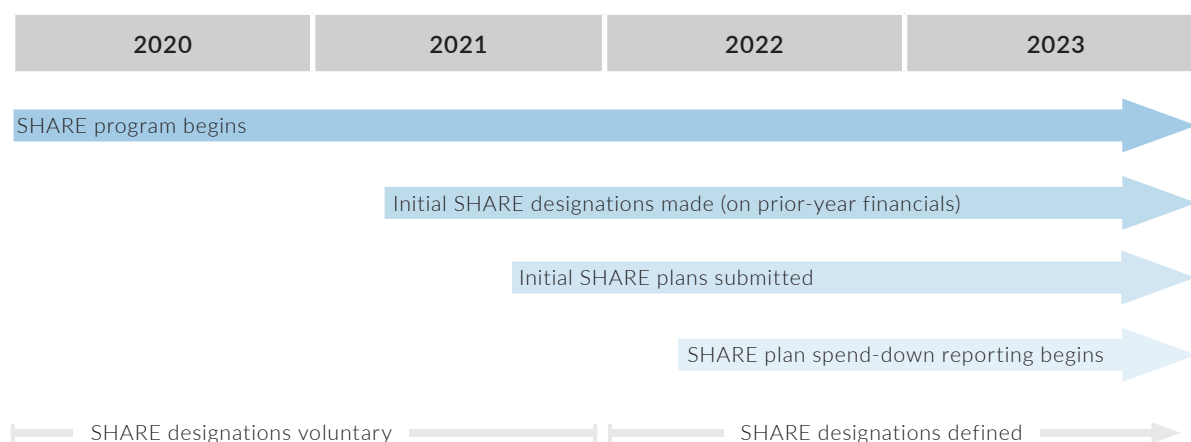 2020 2021 2022 2023
SHARE program begins
Initial SHARE designations made (on prior-year financials)
Initial SHARE plans submitted
SHARE plan spend-down reporting begins
SHARE designations voluntary SHARE designations defined